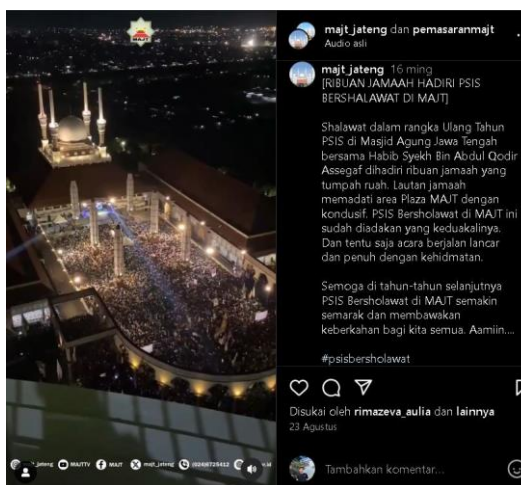 MAJT
majt_jateng dan pemasaranmajt
Audio asli
majt_jateng 16 ming
[RIBUAN JAMAAH HADIRI PSIS
BERSHALAWAT DI MAJT]
Shalawat dalam rangka Ulang Tahun
PSIS di Masjid Agung Jawa Tengah
bersama Habib Syekh Bin Abdul Qodir
Assegaf dihadiri ribuan jamaah yang
tumpah ruah. Lautan jamaah
memadati area Plaza MAJT dengan
kondusif. PSIS Bersholawat di MAJT ini
sudah diadakan yang keduakalinya.
Dan tentu saja acara berjalan lancar
dan penuh dengan kehidmatan.
Semoga di tahun-tahun selanjutnya
PSIS Bersholawat di MAJT semakin
semarak dan membawakan
keberkahan bagi kita semua. Aamiin....
#psisbersholawat
Disukai oleh rimazeva_aulia dan lainnya
23 Agustus
Tambahkan komentar...
jateng MAJTTV MAJT majt_jateng (024)6725412